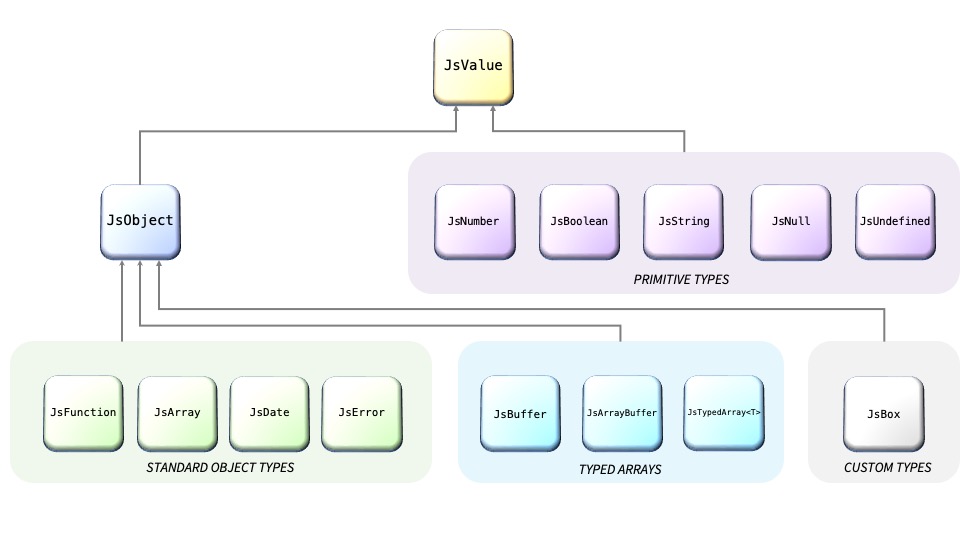 JsValue
JsObject
JsNumber
JsBoolean
JsString
JsNull
JsUndefined
PRIMITIVE TYPES
JsFunction
JsArray
JsDate
JsError
STANDARD OBJECT TYPES
JsBuffer
JsArrayBuffer
JsTypedArray<T>
TYPED ARRAYS
JsBox
CUSTOM TYPES